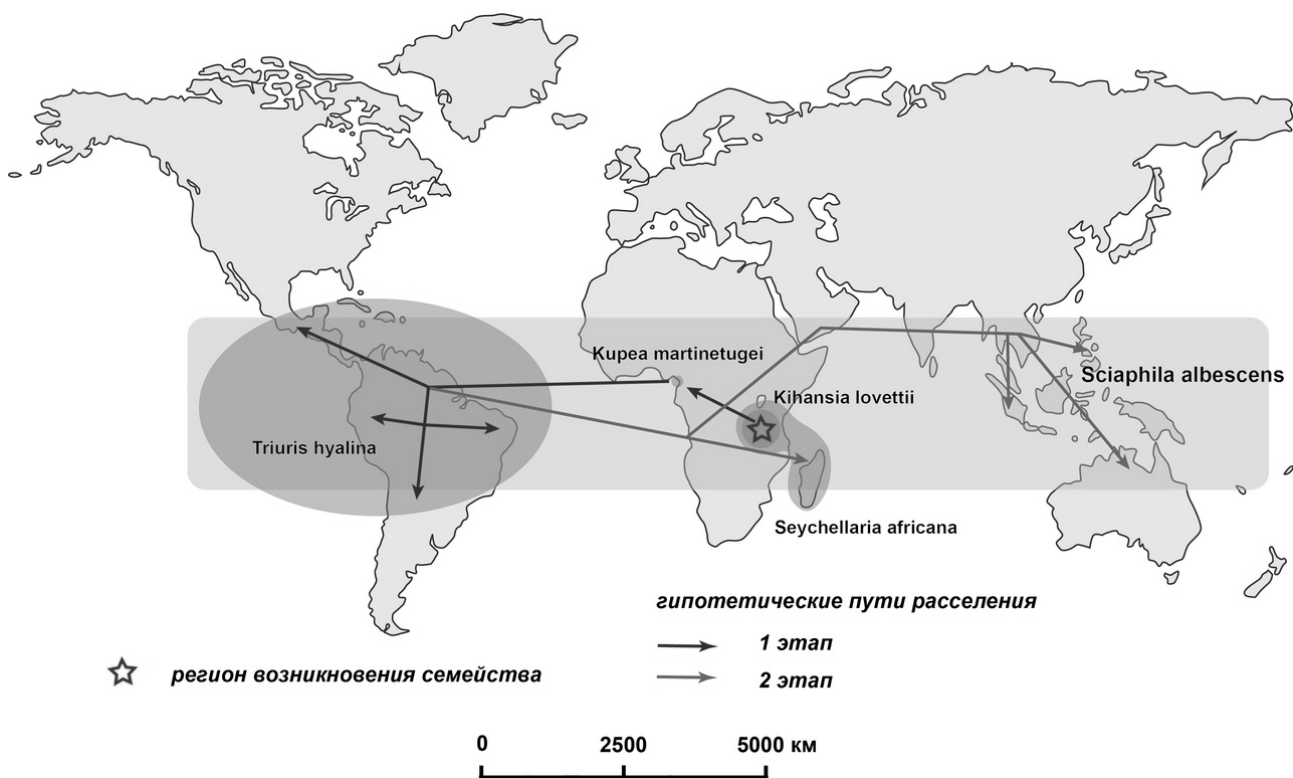 Kupea martinetugei
Kihansia lovettii
Sciaphila albescens
Triuris hyalina
Seychellaria africana
гипотетические пути расселения
1 этап
регион возникновения семейства
2 этап
0 2500 5000 км